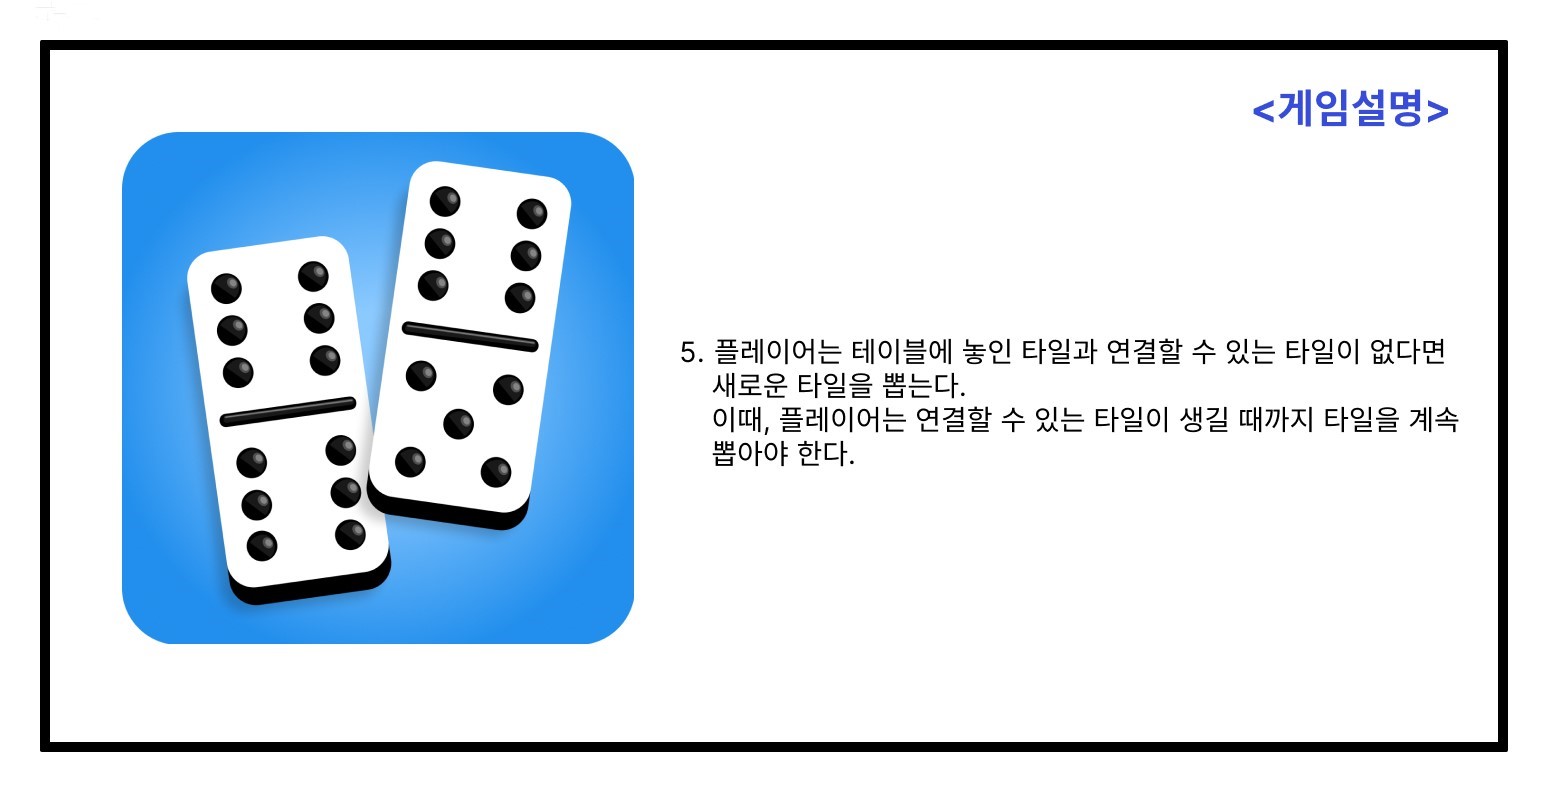 <게임설명>
5. 플레이어는 테이블에 놓인 타일과 연결할 수 있는 타일이 없다면
새로운 타일을 뽑는다.
이때, 플레이어는 연결할 수 있는 타일이 생길 때까지 타일을 계속
뽑아야 한다.